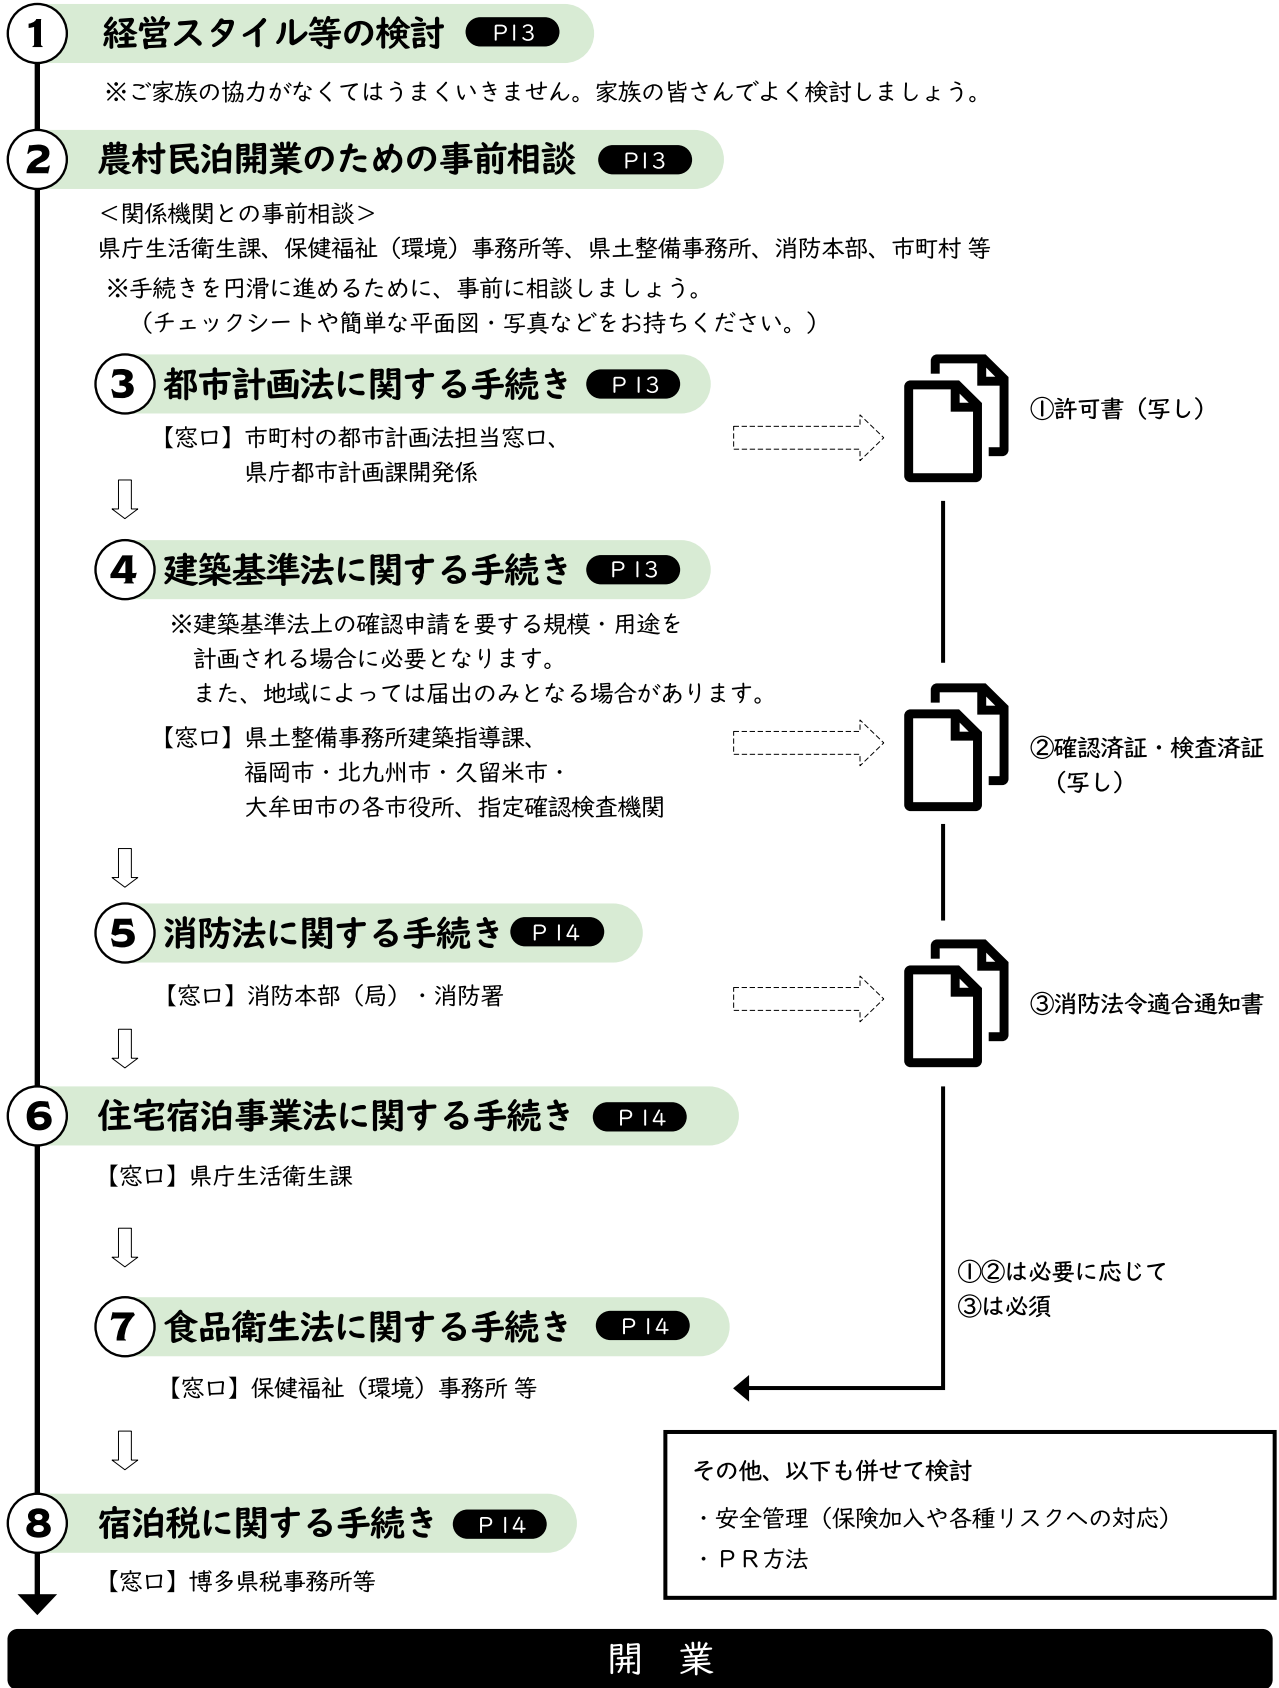 1 経営スタイル等の検討 P13
※ご家族の協力がなくてはうまくいきません。家族の皆さんでよく検討しましょう。
2 農村民泊開業のための事前相談 P13
＜関係機関との事前相談＞
県庁生活衛生課、保健福祉（環境）事務所等、県土整備事務所、消防本部、市町村 等
※手続きを円滑に進めるために、事前に相談しましょう。
（チェックシートや簡単な平面図・写真などをお持ちください。）
3 都市計画法に関する手続き P13
【窓口】市町村の都市計画法担当窓口、
県庁都市計画課開発係
①許可書（写し）
4 建築基準法に関する手続き P13
※建築基準法上の確認申請を要する規模・用途を
計画される場合に必要となります。
また、地域によっては届出のみとなる場合があります。
【窓口】県土整備事務所建築指導課、
福岡市・北九州市・久留米市・
大牟田市の各市役所、指定確認検査機関
②確認済証・検査済証
（写し）
5 消防法に関する手続き P14
【窓口】消防本部（局）・消防署
③消防法令適合通知書
6 住宅宿泊事業法に関する手続き P14
【窓口】県庁生活衛生課
①②は必要に応じて
③は必須
7 食品衛生法に関する手続き P14
【窓口】保健福祉（環境）事務所 等
8 宿泊税に関する手続き P14
【窓口】博多県税事務所等
その他、以下も併せて検討
・安全管理（保険加入や各種リスクへの対応）
・ＰＲ方法
開　業